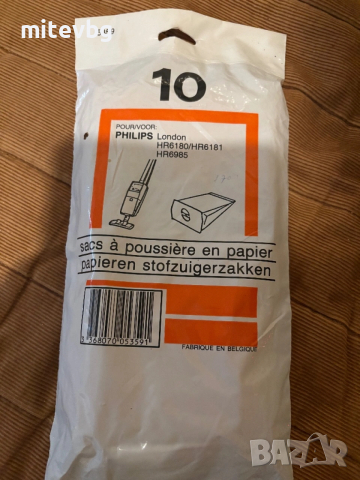 mitevbg
10
POUR/VOOR:
PHILIPS London
HR6180/HR6181
HR6985
sacs à poussière en papier
papieren stofzuigerzakken
FABRIQUE EN BELGIQUE
BAZAR